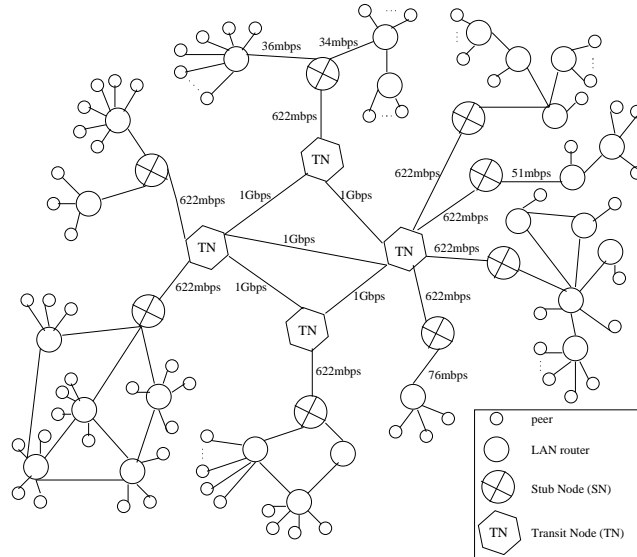 36mbps
34mbps
622mbps
TN
1Gbps
1Gbps
622mbps
51mbps
622mbps
622mbps
TN
1Gbps
TN
622mbps
622mbps
1Gbps
1Gbps
622mbps
TN
622mbps
76mbps
peer
LAN router
Stub Node (SN)
TN
Transit Node (TN)